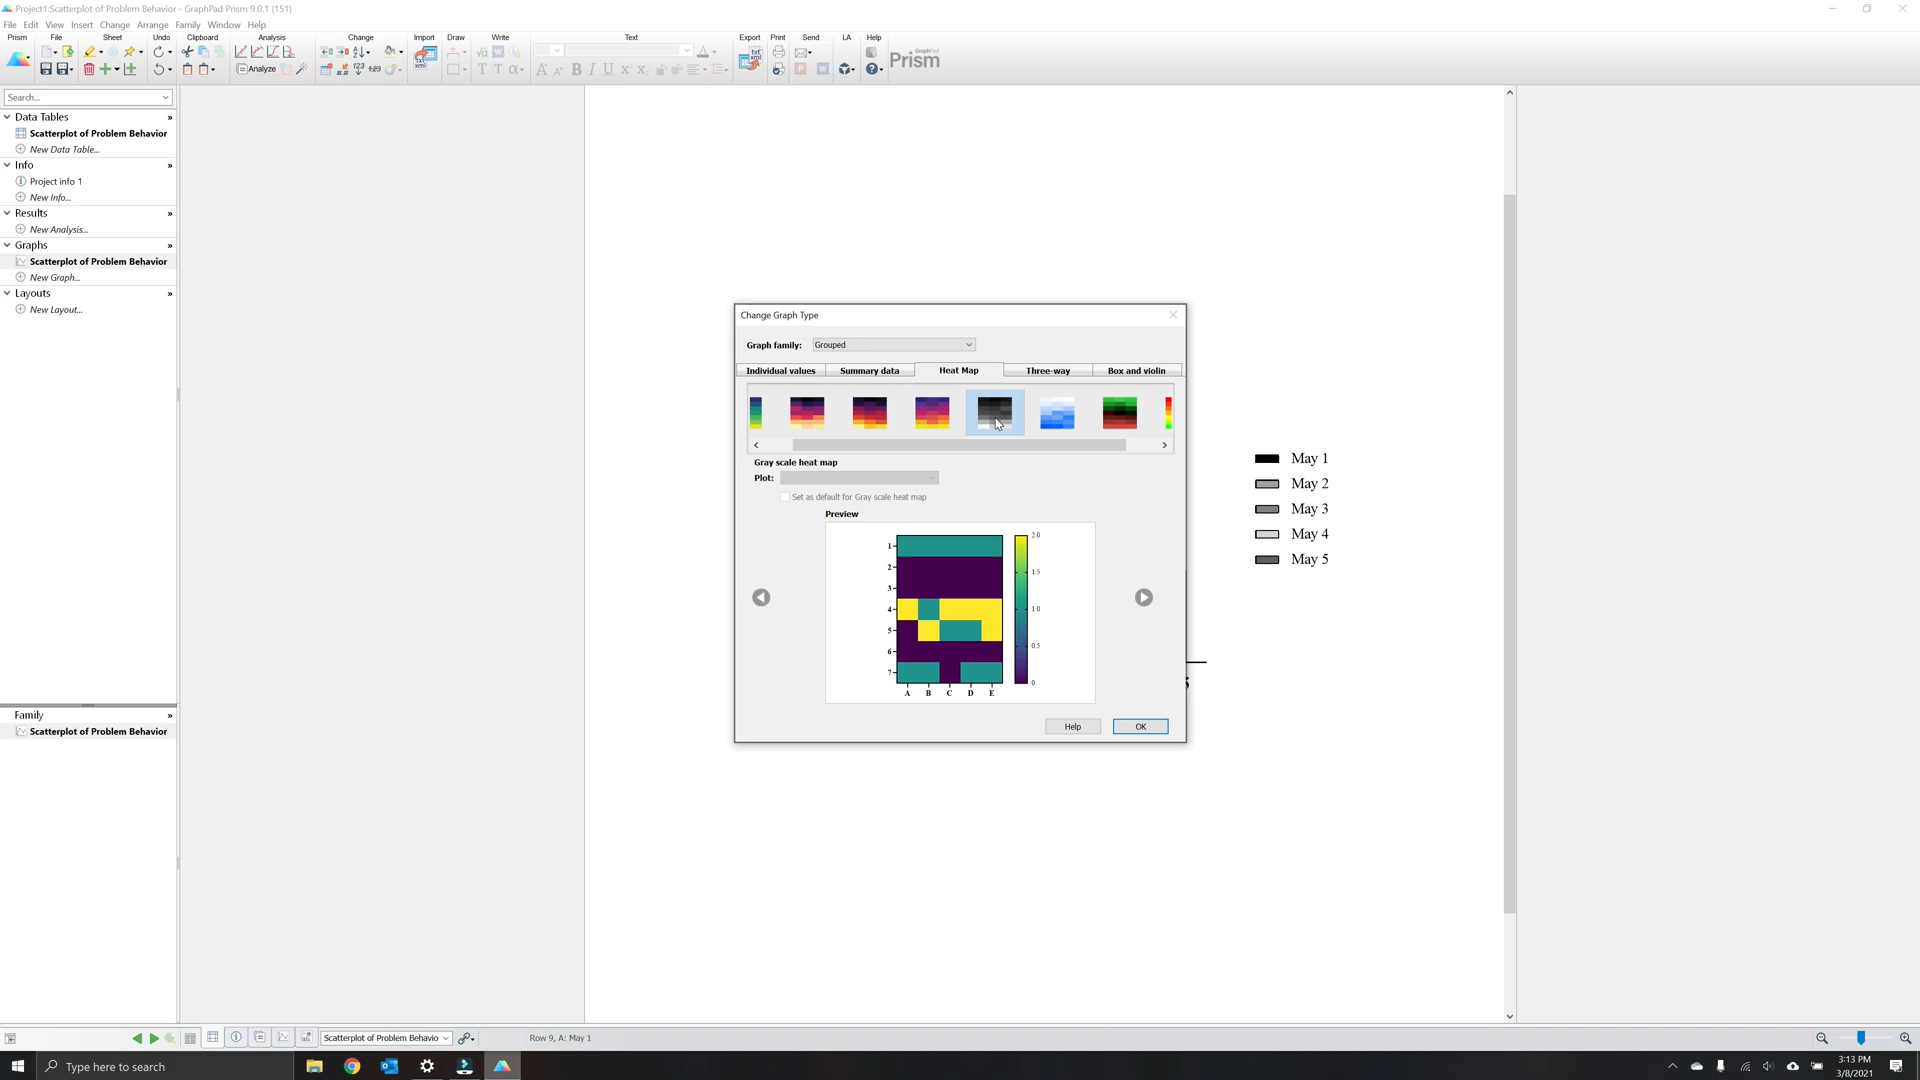 Project1:Scatterplot of Problem Behavior - GraphPad Prism 9.0.1 (151)
File Edit View Insert Change Arrange Family Window Help
Prism File Sheet Undo Clipboard Analysis Change Import Draw Write Text Export Print Send LA Help
Analyze
GraphPad
Prism
Search...
Data Tables
Scatterplot of Problem Behavior
New Data Table...
Info
Project info 1
New Info...
Results
New Analysis...
Graphs
Scatterplot of Problem Behavior
New Graph...
Layouts
New Layout...
Family
Scatterplot of Problem Behavior
Change Graph Type
Graph family: Grouped
Individual values Summary data Heat Map Three-way Box and violin
Gray scale heat map
Plot:
Set as default for Gray scale heat map
Preview
1
2
3
4
5
6
7
A B C D E
2.0
1.5
1.0
0.5
0
Help OK
May 1
May 2
May 3
May 4
May 5
Scatterplot of Problem Behavio
Row 9, A: May 1
Type here to search
3:13 PM
3/8/2021